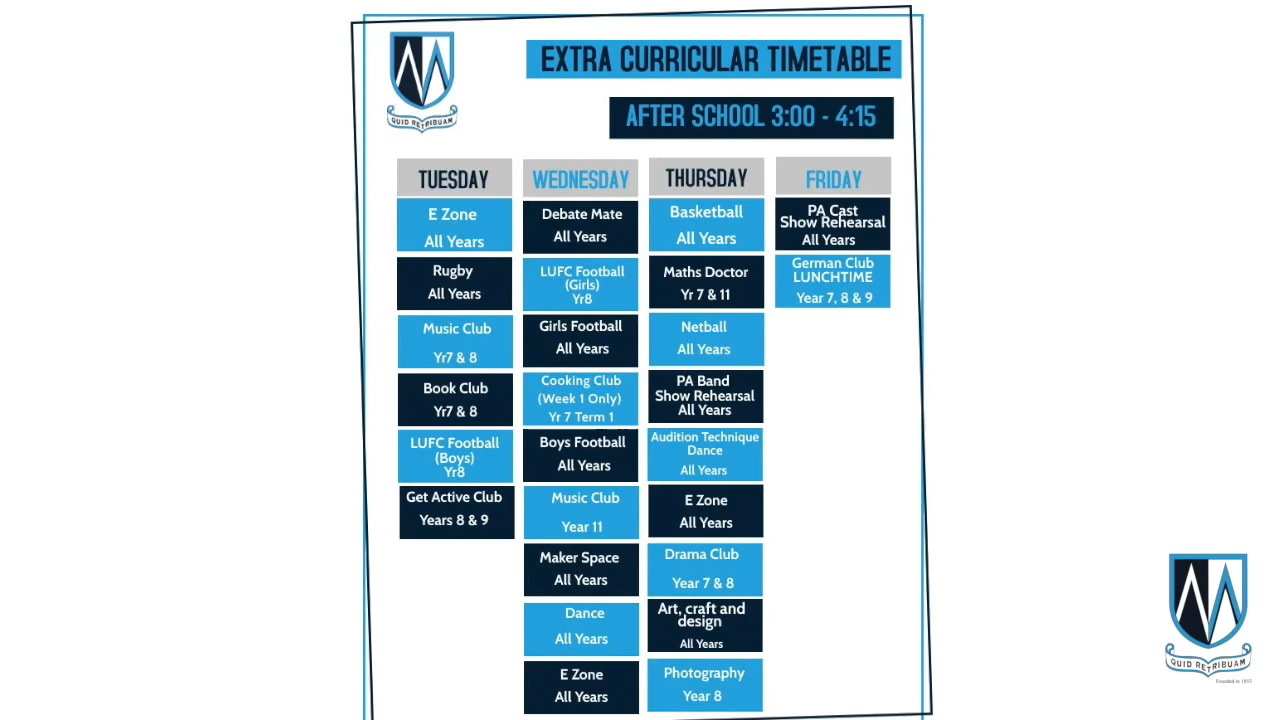 EXTRA CURRICULAR TIMETABLE
AFTER SCHOOL 3:00 - 4:15
QUID RETRIBUAM
TUESDAY
E Zone
All Years
Rugby
All Years
Music Club
Yr7 & 8
Book Club
Yr7 & 8
LUFC Football
(Boys)
Yr8
Get Active Club
Years 8 & 9
WEDNESDAY
Debate Mate
All Years
LUFC Football
(Girls)
Yr8
Girls Football
All Years
Cooking Club
(Week 1 Only)
Yr 7 Term 1
Boys Football
All Years
Music Club
Year 11
Maker Space
All Years
Dance
All Years
E Zone
All Years
THURSDAY
Basketball
All Years
Maths Doctor
Yr 7 & 11
Netball
All Years
PA Band
Show Rehearsal
All Years
Audition Technique
Dance
All Years
E Zone
All Years
Drama Club
Year 7 & 8
Art, craft and
design
All Years
Photography
Year 8
FRIDAY
PA Cast
Show Rehearsal
All Years
German Club
LUNCHTIME
Year 7, 8 & 9
QUID RETRIBUAM
Founded in 1853